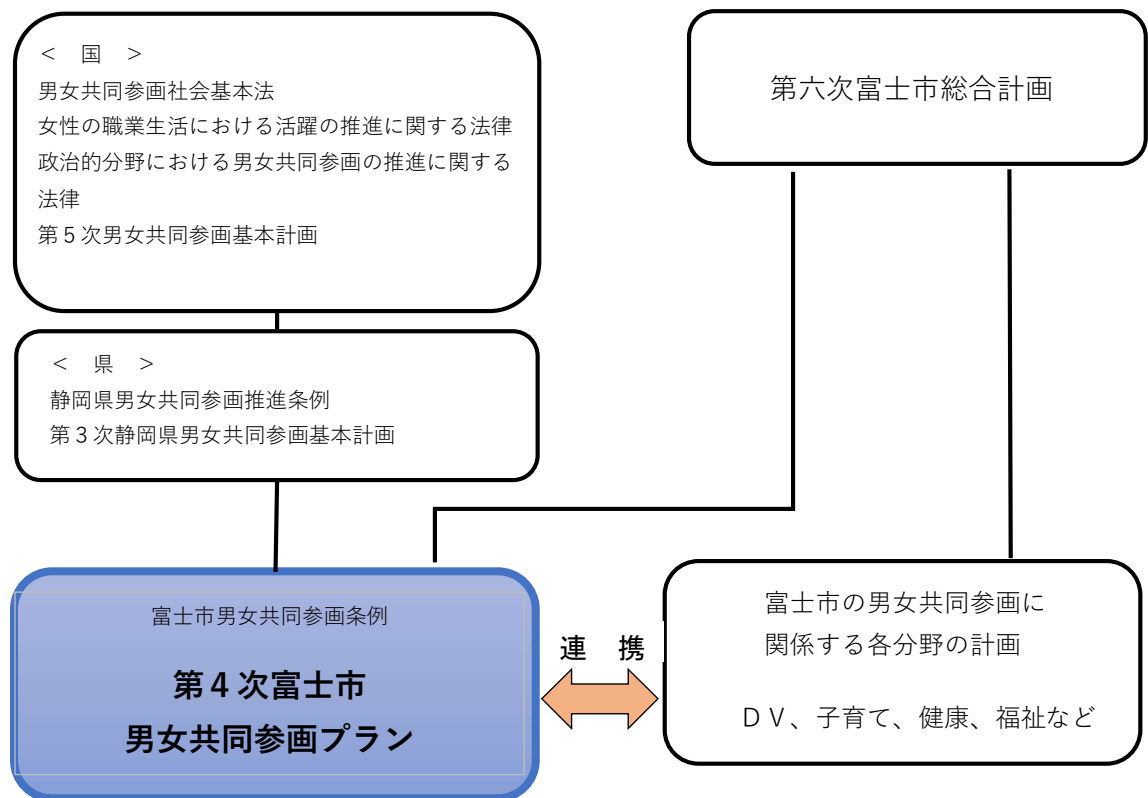 ＜　国　＞
男女共同参画社会基本法
女性の職業生活における活躍の推進に関する法律
政治的分野における男女共同参画の推進に関する
法律
第５次男女共同参画基本計画
第六次富士市総合計画
＜　県　＞
静岡県男女共同参画推進条例
第３次静岡県男女共同参画基本計画
富士市男女共同参画条例
第４次富士市
男女共同参画プラン
連　携
富士市の男女共同参画に
関係する各分野の計画
ＤＶ、子育て、健康、福祉など